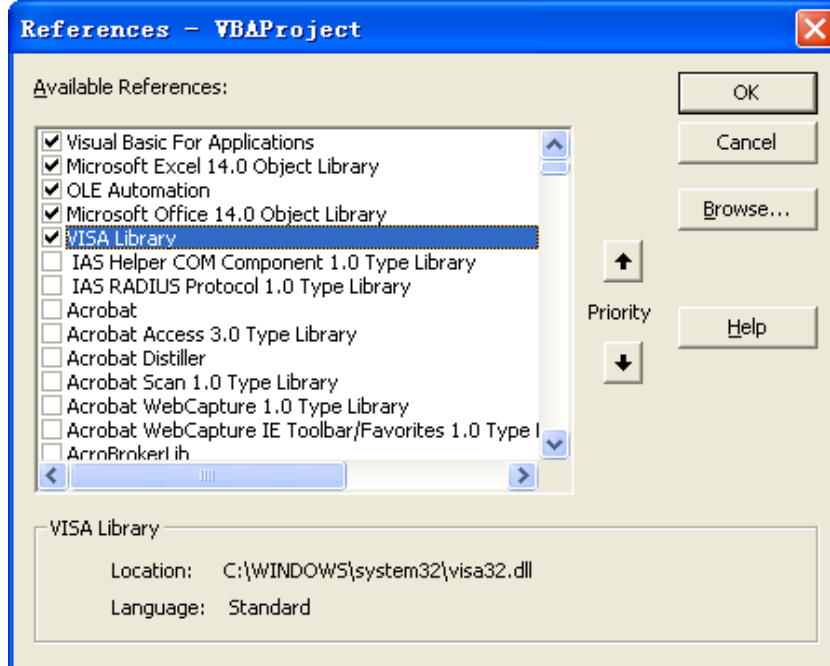 References - VBAProject
Available References:
Visual Basic For Applications
Microsoft Excel 14.0 Object Library
OLE Automation
Microsoft Office 14.0 Object Library
VISA Library
IAS Helper COM Component 1.0 Type Library
IAS RADIUS Protocol 1.0 Type Library
Acrobat
Acrobat Access 3.0 Type Library
Acrobat Distiller
Acrobat Scan 1.0 Type Library
Acrobat WebCapture 1.0 Type Library
Acrobat WebCapture IE Toolbar/Favorites 1.0 Type
AcroBrokerLib
OK
Cancel
Browse...
Priority
Help
VISA Library
Location: C:\WINDOWS\system32\visa32.dll
Language: Standard